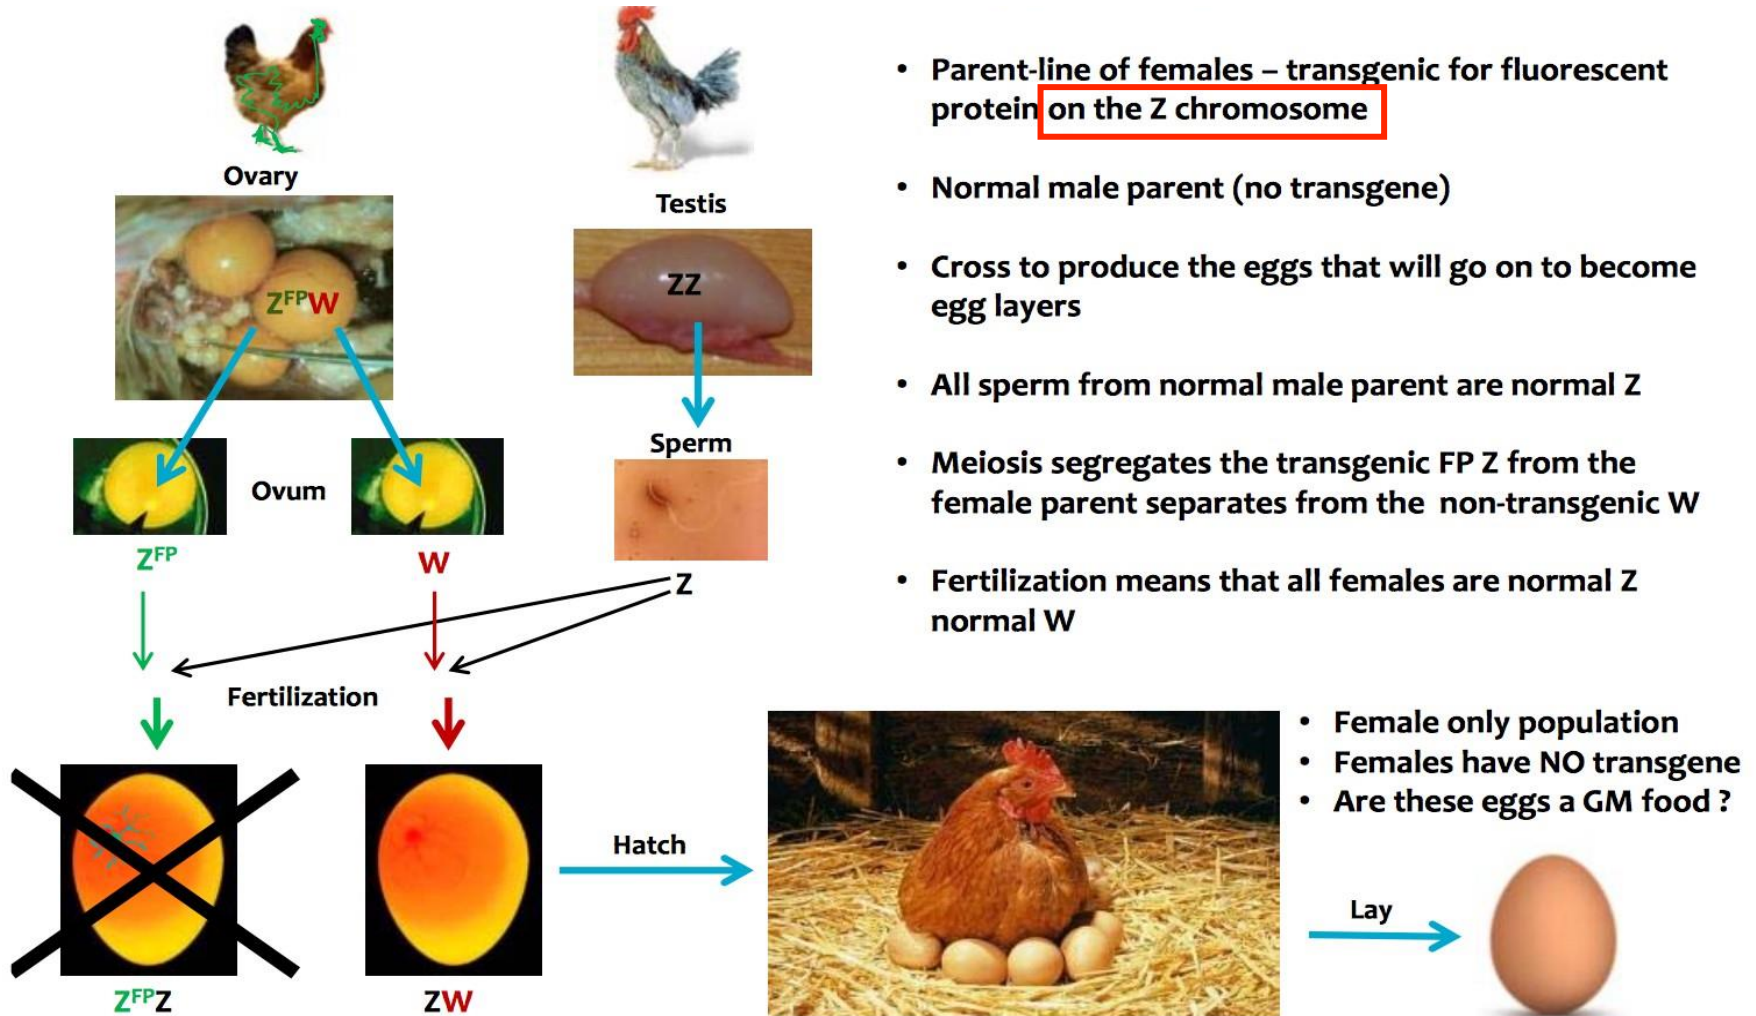 Ovary
Z^FP W
Z^FP
Ovum
W
Testis
ZZ
Sperm
Z
Fertilization
Z^FP Z
ZW
Hatch
• Parent-line of females – transgenic for fluorescent
protein on the Z chromosome
• Normal male parent (no transgene)
• Cross to produce the eggs that will go on to become
egg layers
• All sperm from normal male parent are normal Z
• Meiosis segregates the transgenic FP Z from the
female parent separates from the non-transgenic W
• Fertilization means that all females are normal Z
normal W
• Female only population
• Females have NO transgene
• Are these eggs a GM food ?
Lay